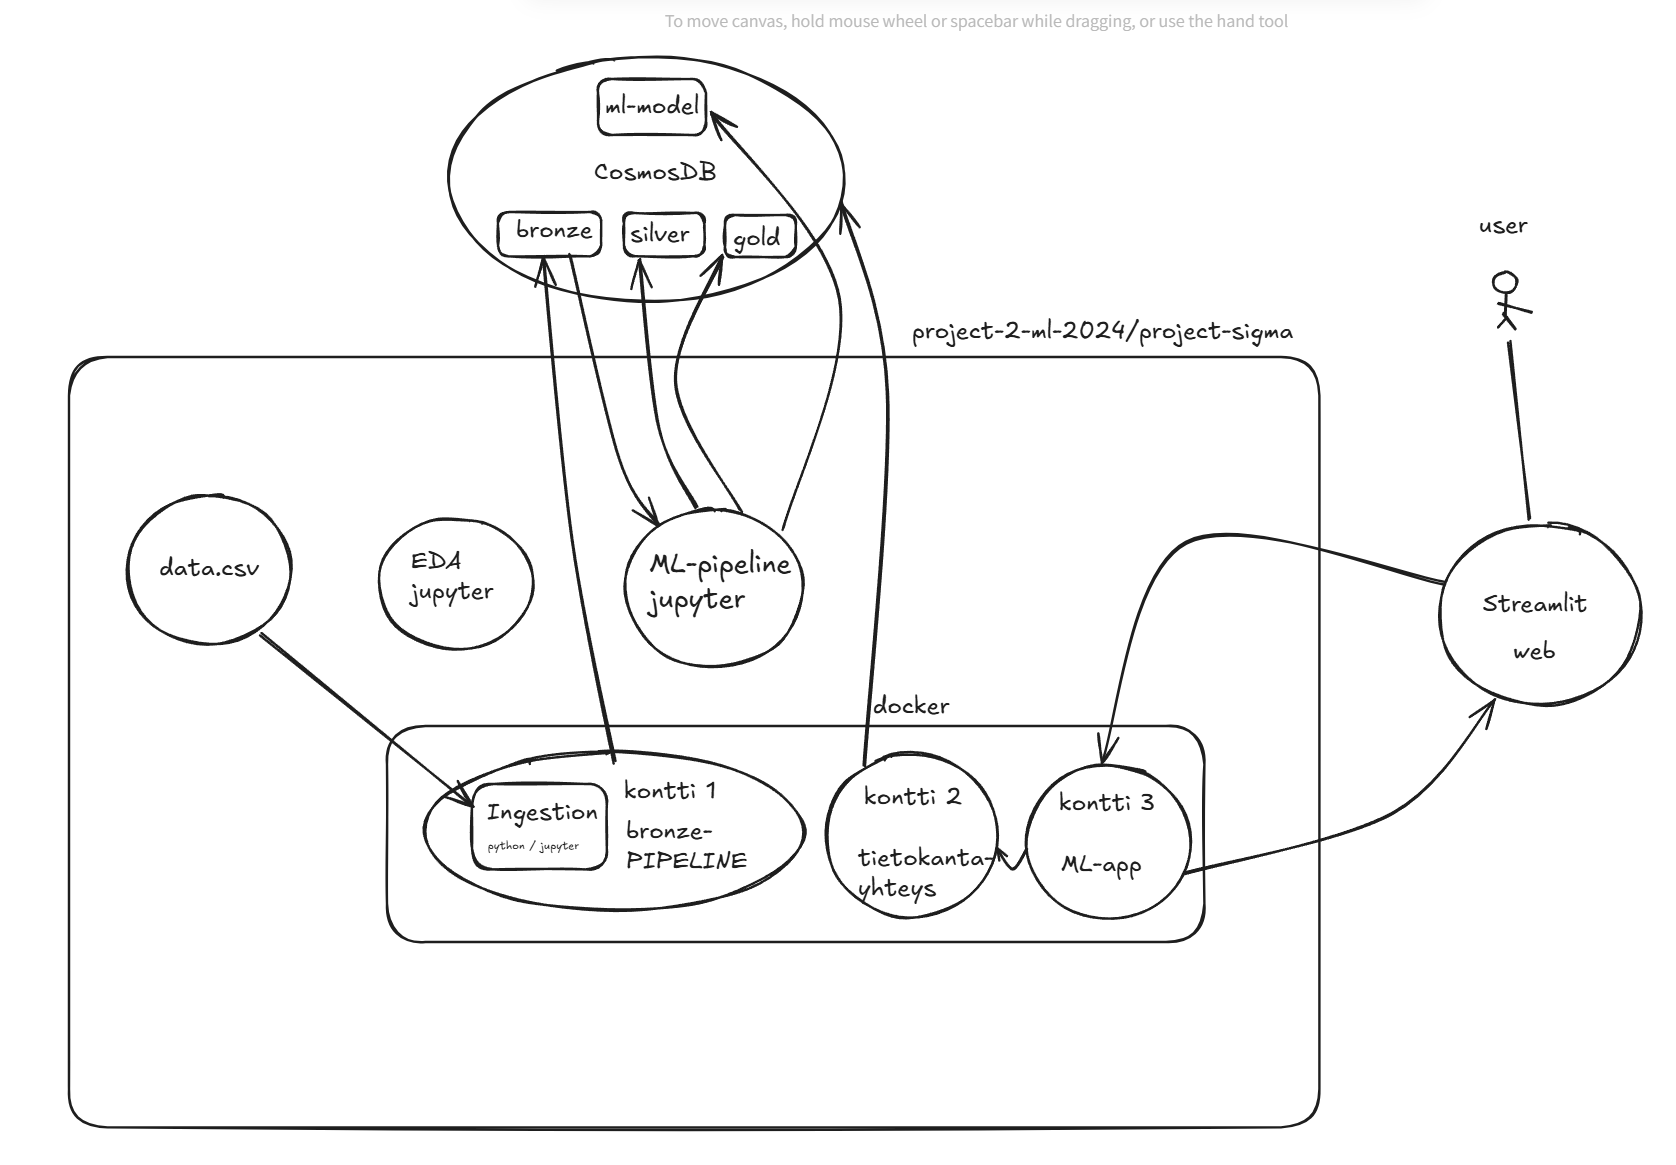 To move canvas, hold mouse wheel or spacebar while dragging, or use the hand tool
ml-model
CosmosDB
bronze
silver
gold
user
project-2-ml-2024/project-sigma
data.csv
EDA
jupyter
ML-pipeline
jupyter
Streamlit
web
docker
Ingestion
python / jupyter
kontti 1
bronze-
PIPELINE
kontti 2
tietokanta-
yhteys
kontti 3
ML-app